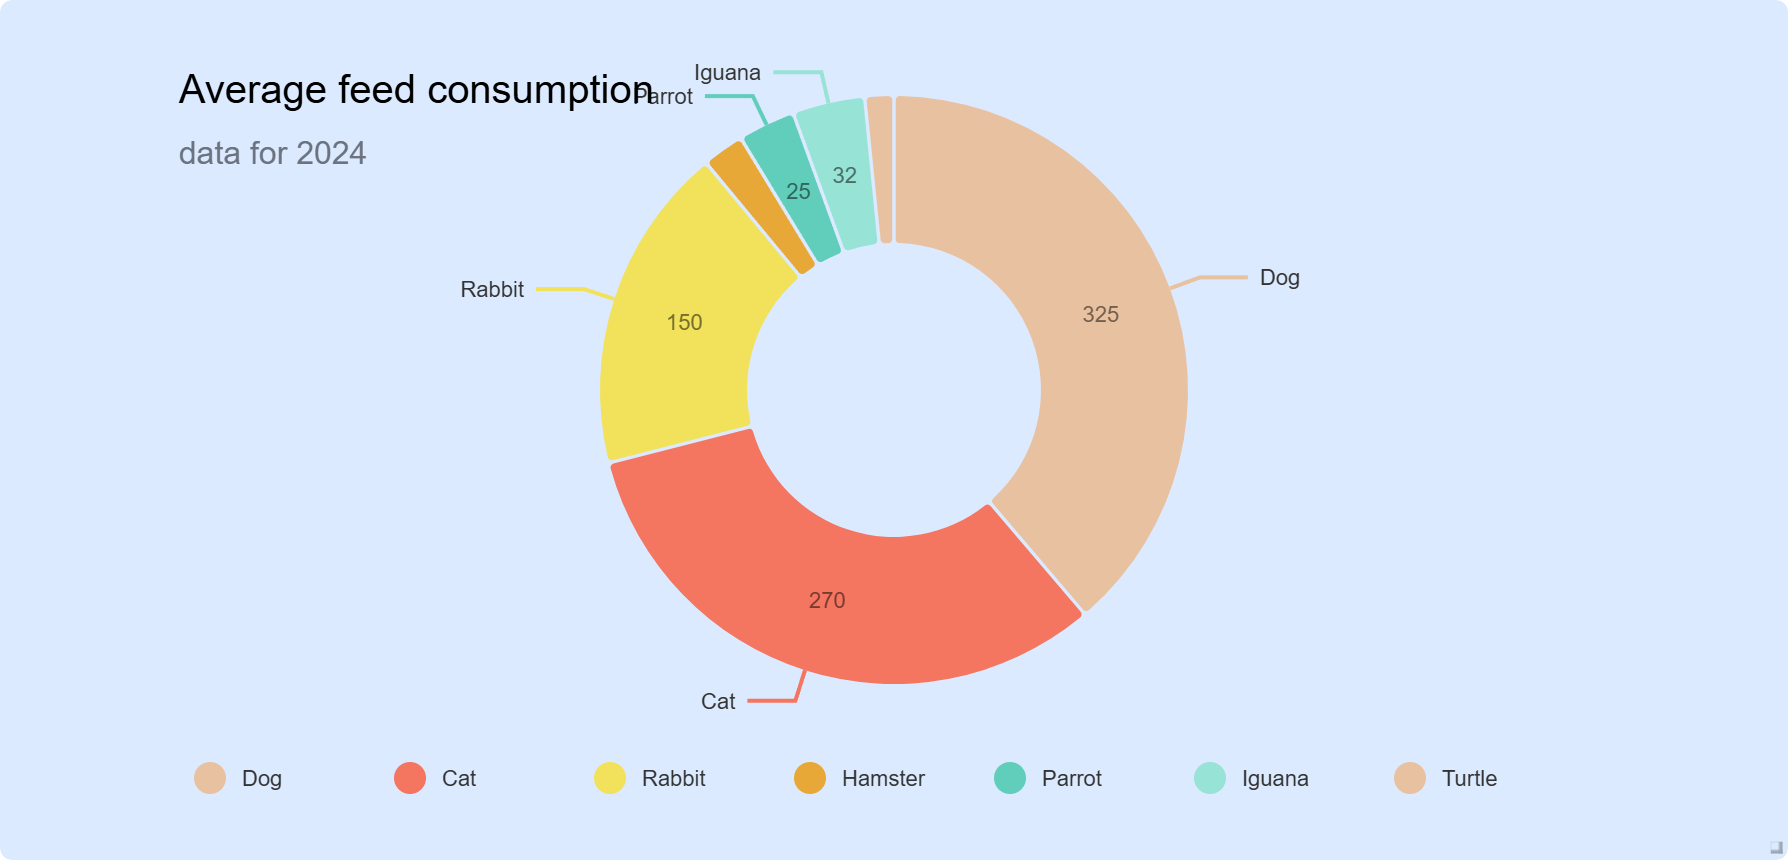 Average feed consumption
data for 2024
Iguana
Parrot
25
32
Rabbit
150
Dog
325
270
Cat
Dog
Cat
Rabbit
Hamster
Parrot
Iguana
Turtle